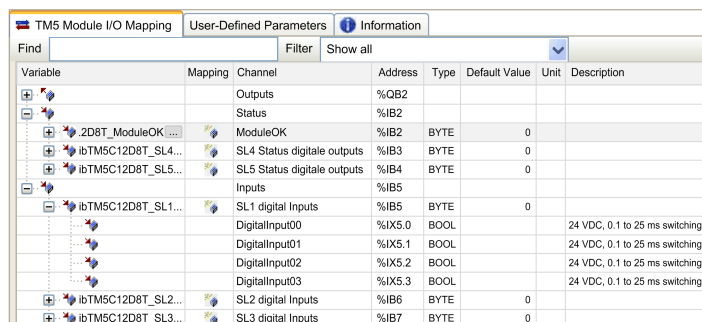 TM5 Module I/O Mapping User-Defined Parameters Information
Find Filter Show all
Variable Mapping Channel Address Type Default Value Unit Description
Outputs %QB2
Status %IB2
.2D8T_ModuleOK ... ModuleOK %IB2 BYTE 0
ibTM5C12D8T_SL4... SL4 Status digitale outputs %IB3 BYTE 0
ibTM5C12D8T_SL5... SL5 Status digitale outputs %IB4 BYTE 0
Inputs %IB5
ibTM5C12D8T_SL1... SL1 digital Inputs %IB5 BYTE 0
DigitalInput00 %IX5.0 BOOL 24 VDC, 0.1 to 25 ms switching
DigitalInput01 %IX5.1 BOOL 24 VDC, 0.1 to 25 ms switching
DigitalInput02 %IX5.2 BOOL 24 VDC, 0.1 to 25 ms switching
DigitalInput03 %IX5.3 BOOL 24 VDC, 0.1 to 25 ms switching
ibTM5C12D8T_SL2... SL2 digital Inputs %IB6 BYTE 0
ibTM5C12D8T_SL3... SL3 digital Inputs %IB7 BYTE 0